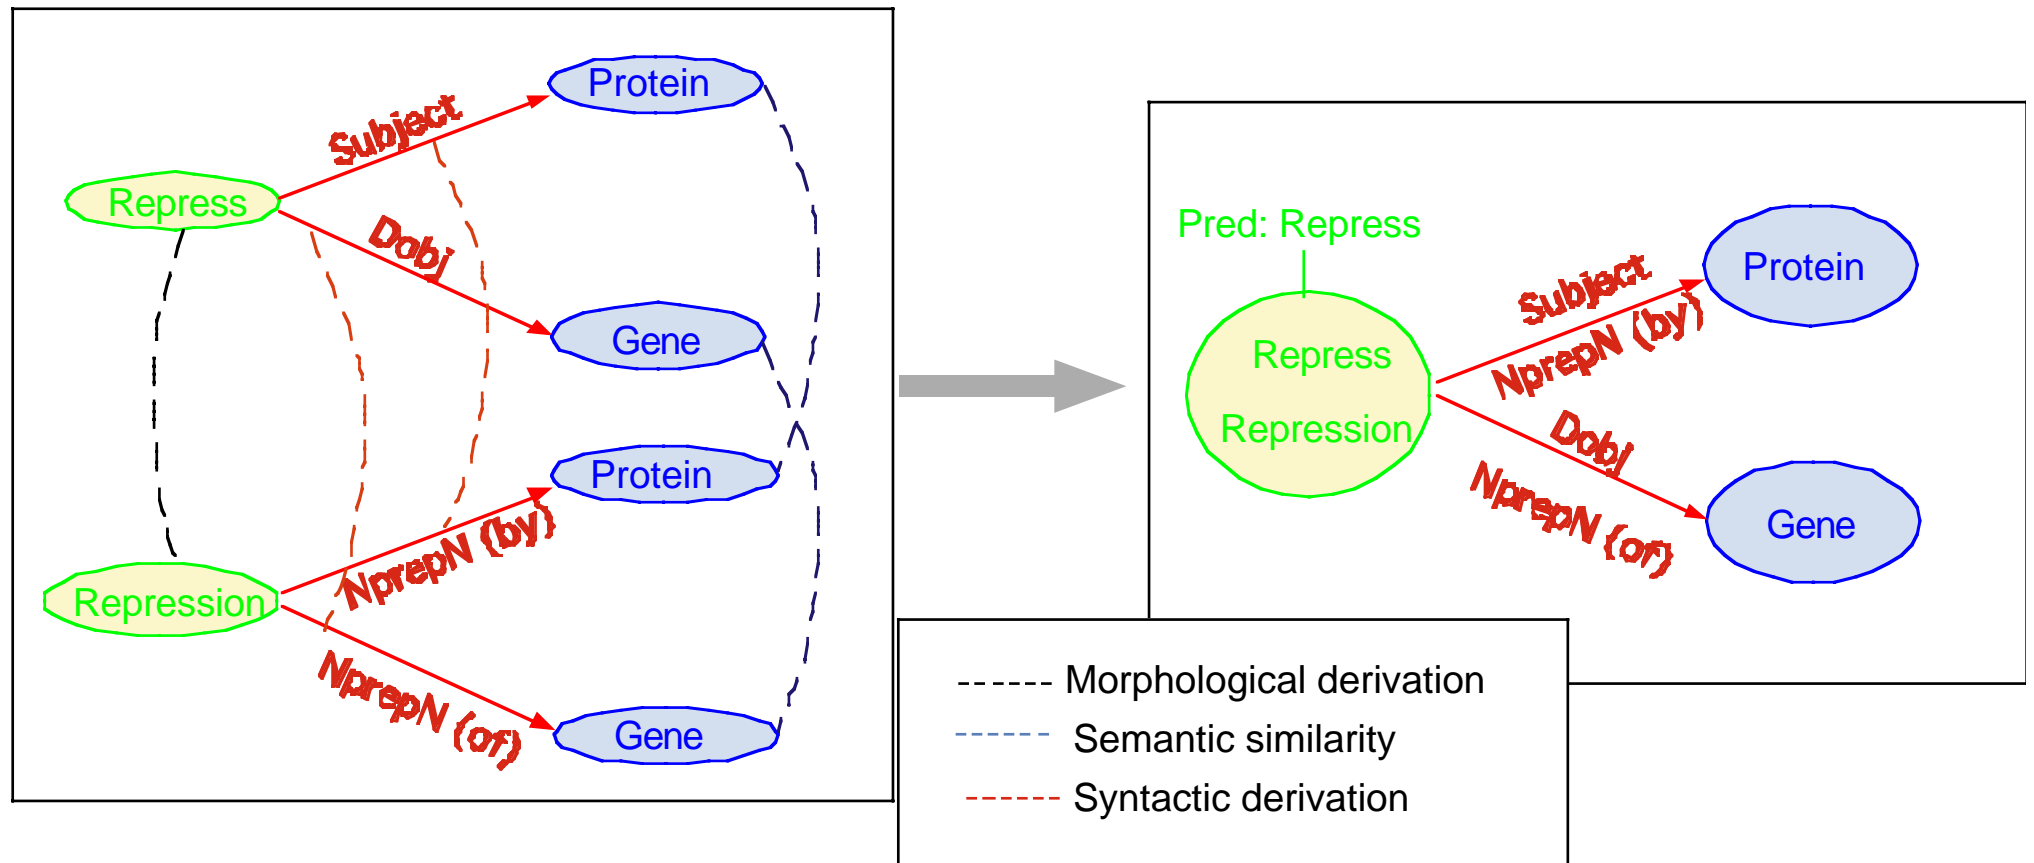 Protein
Subject
Repress
Dobj
Gene
Protein
NprepN (by)
Repression
NprepN (of)
Gene
Pred: Repress
Protein
Subject
NprepN (by)
Repress
Repression
Dobj
NprepN (of)
Gene
Morphological derivation
Semantic similarity
Syntactic derivation